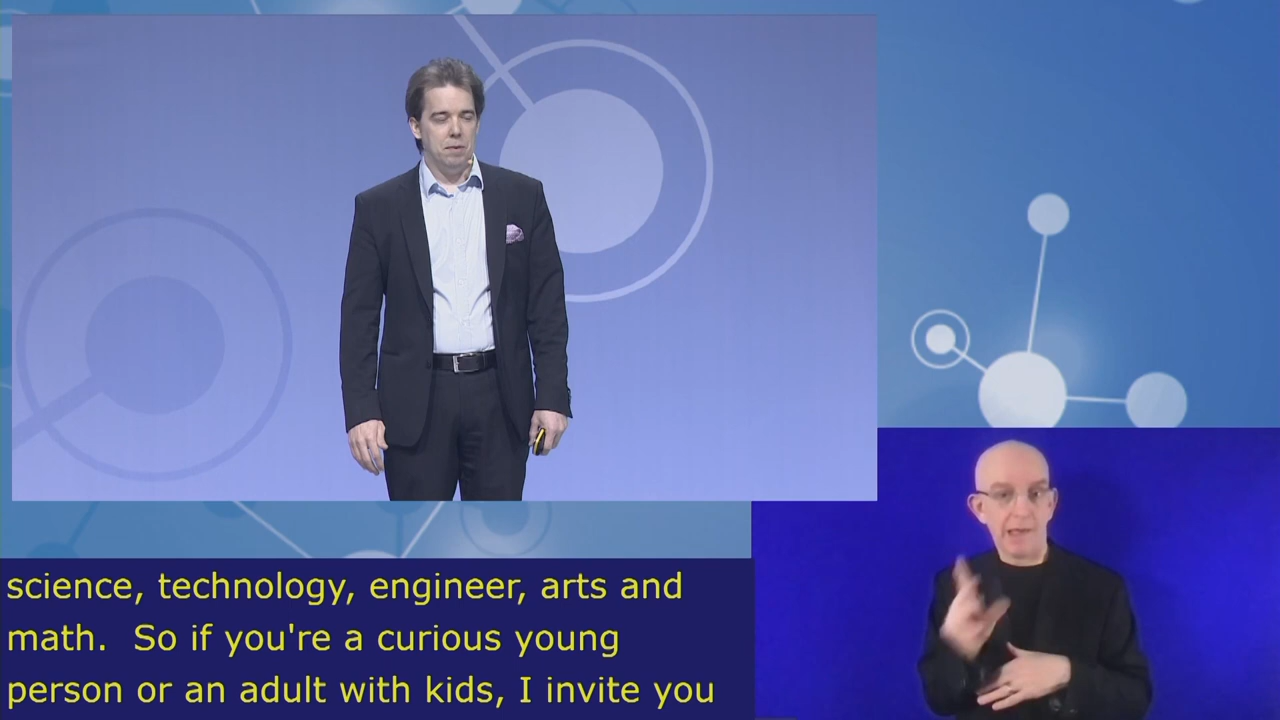 science, technology, engineer, arts and
math.  So if you're a curious young
person or an adult with kids, I invite you